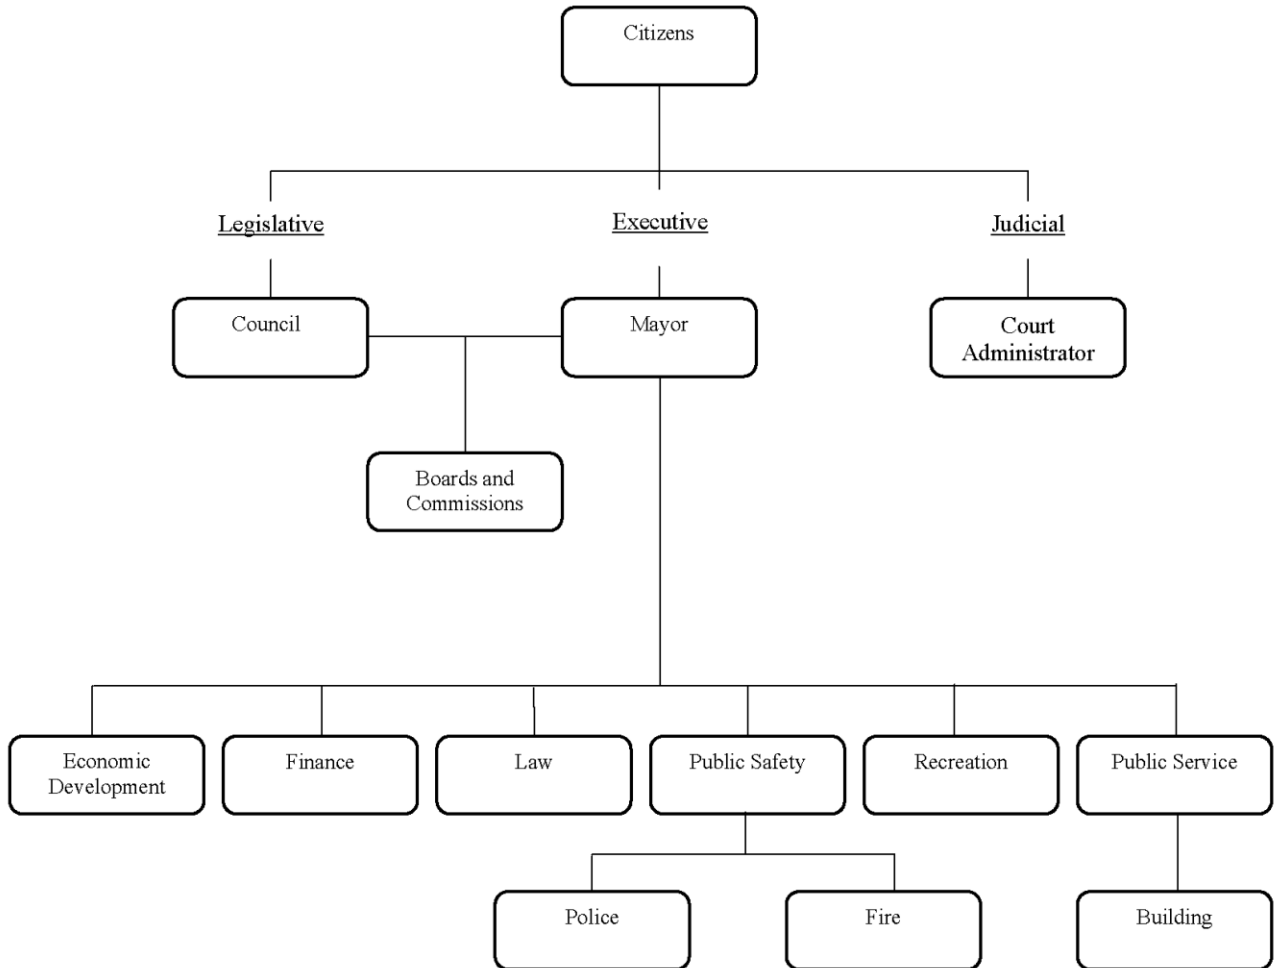 Citizens
Legislative
Executive
Judicial
Council
Mayor
Court
Administrator
Boards and
Commissions
Economic
Development
Finance
Law
Public Safety
Recreation
Public Service
Police
Fire
Building